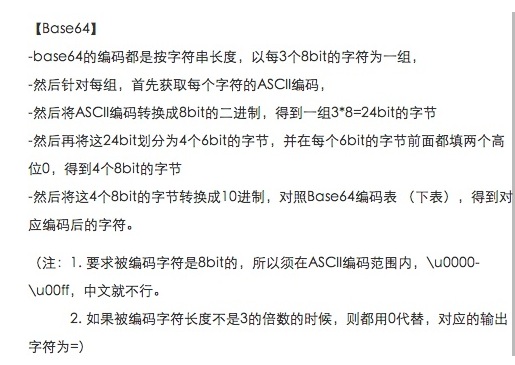 【Base64】
-base64的编码都是按字符串长度，以每3个8bit的字符为一组，
-然后针对每组，首先获取每个字符的ASCII编码，
-然后将ASCII编码转换成8bit的二进制，得到一组3*8=24bit的字节
-然后再将这24bit划分为4个6bit的字节，并在每个6bit的字节前面都填两个高
位0，得到4个8bit的字节
-然后将这4个8bit的字节转换成10进制，对照Base64编码表 （下表），得到对
应编码后的字符。
（注：1. 要求被编码字符是8bit的，所以须在ASCII编码范围内，\u0000-
\u00ff，中文就不行。
2. 如果被编码字符长度不是3的倍数的时候，则都用0代替，对应的输出
字符为=）